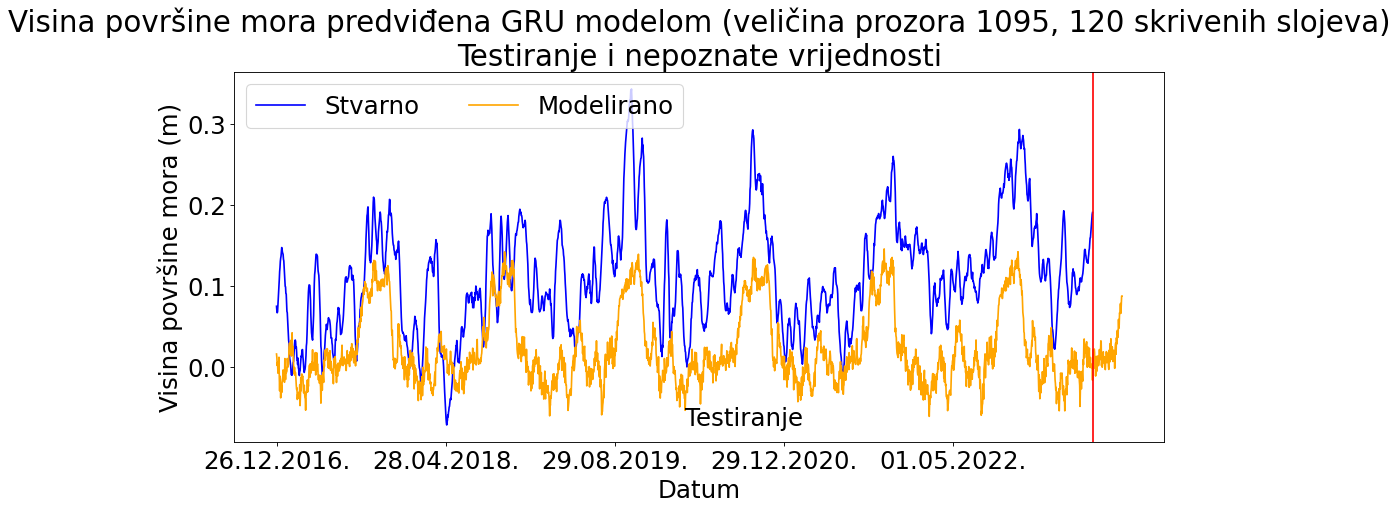 Visina površine mora predviđena GRU modelom (veličina prozora 1095, 120 skrivenih slojeva)
Testiranje i nepoznate vrijednosti
Stvarno
Modelirano
Visina površine mora (m)
0.3
0.2
0.1
0.0
Testiranje
26.12.2016.
28.04.2018.
29.08.2019.
29.12.2020.
01.05.2022.
Datum